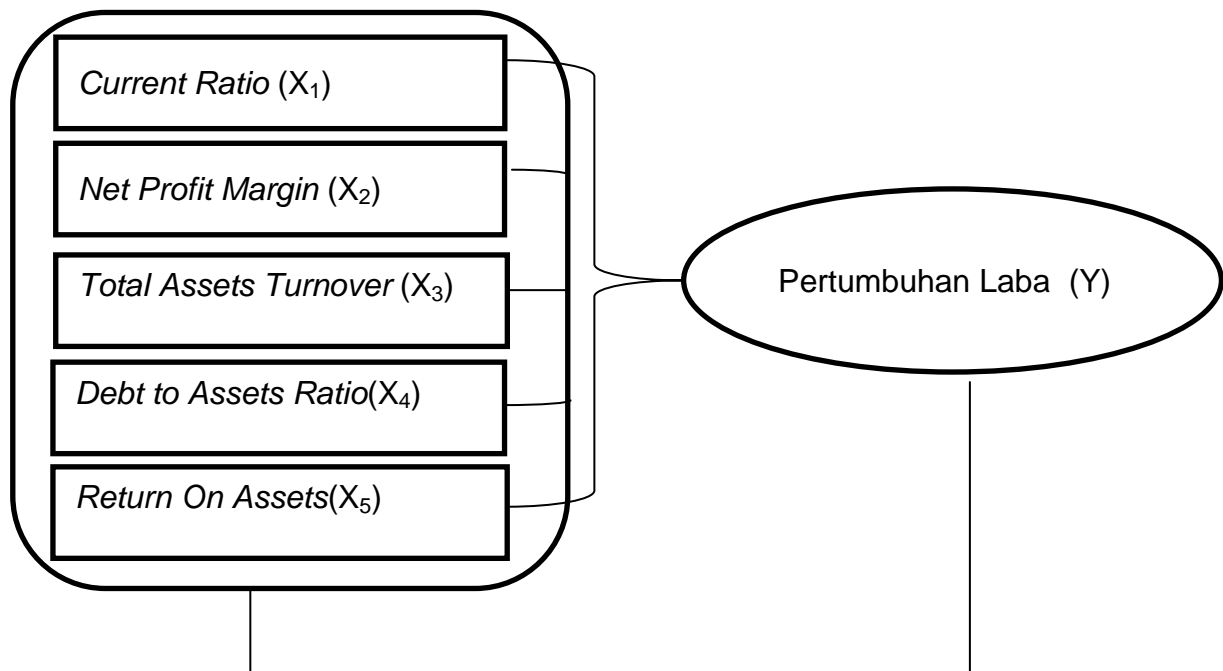 Current Ratio (X₁)
Net Profit Margin (X₂)
Total Assets Turnover (X₃)
Debt to Assets Ratio(X₄)
Return On Assets(X₅)
Pertumbuhan Laba (Y)